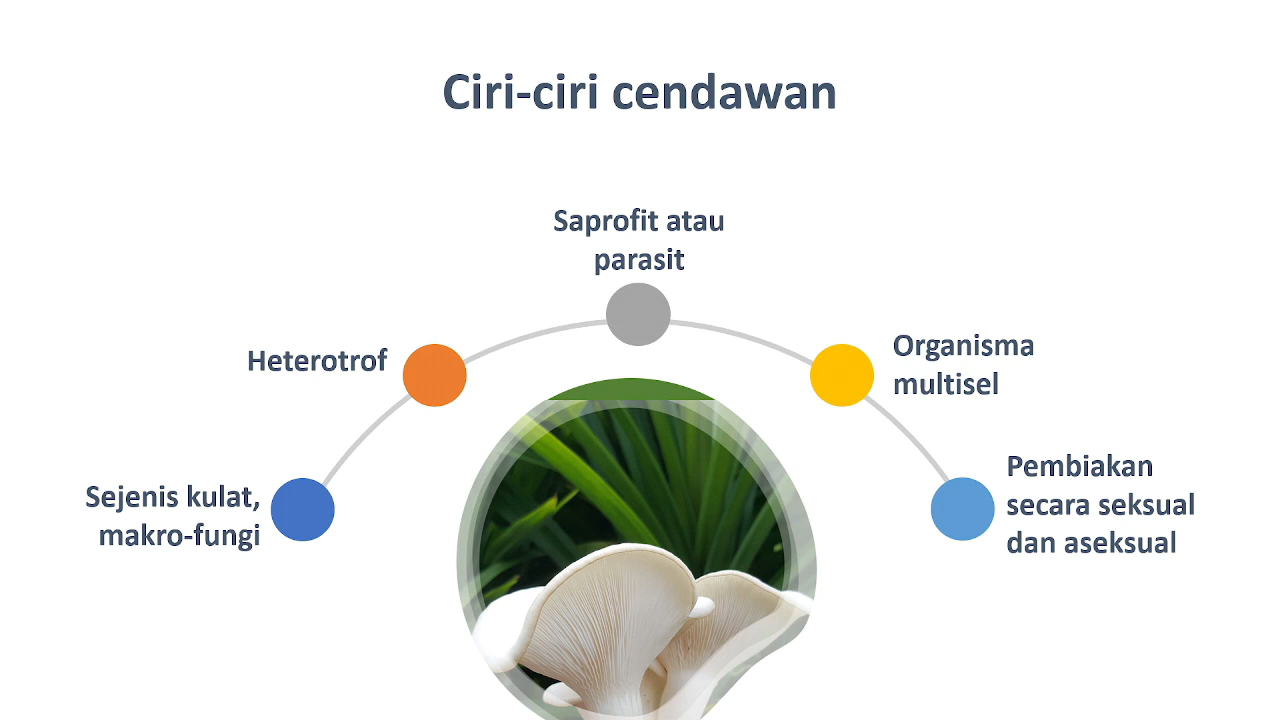 Ciri-ciri cendawan
Sejenis kulat,
makro-fungi
Heterotrof
Saprofit atau
parasit
Organisma
multisel
Pembiakan
secara seksual
dan aseksual